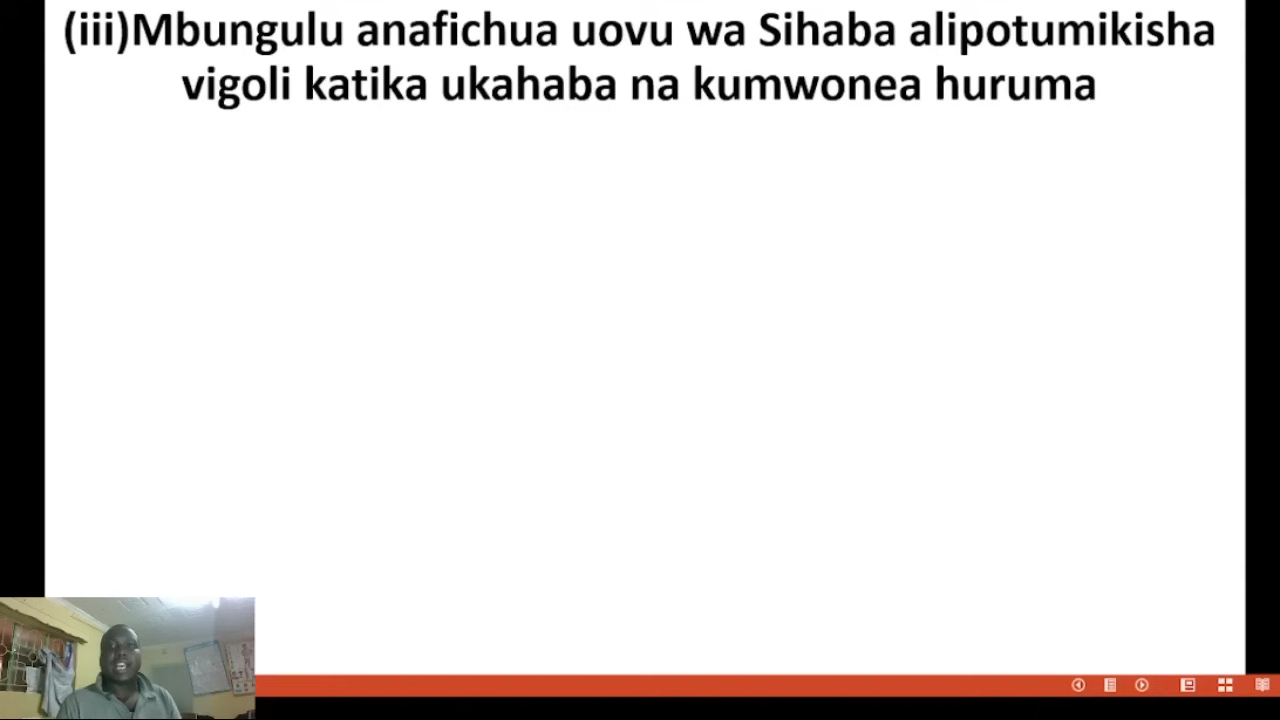 (iii)Mbungulu anafichua uovu wa Sihaba alipotumikisha
vigoli katika ukahaba na kumwonea huruma